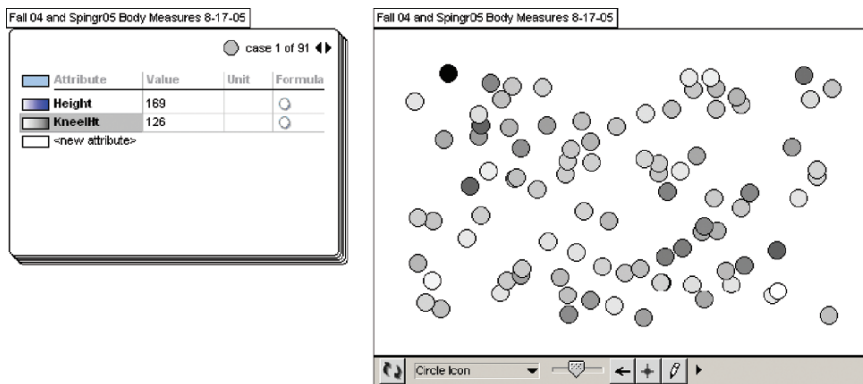 Fall 04 and Spingr05 Body Measures 8-17-05
case 1 of 91
Attribute Value Unit Formula
Height 169
KneelHt 126
<new attribute>
Fall 04 and Spingr05 Body Measures 8-17-05
Circle Icon